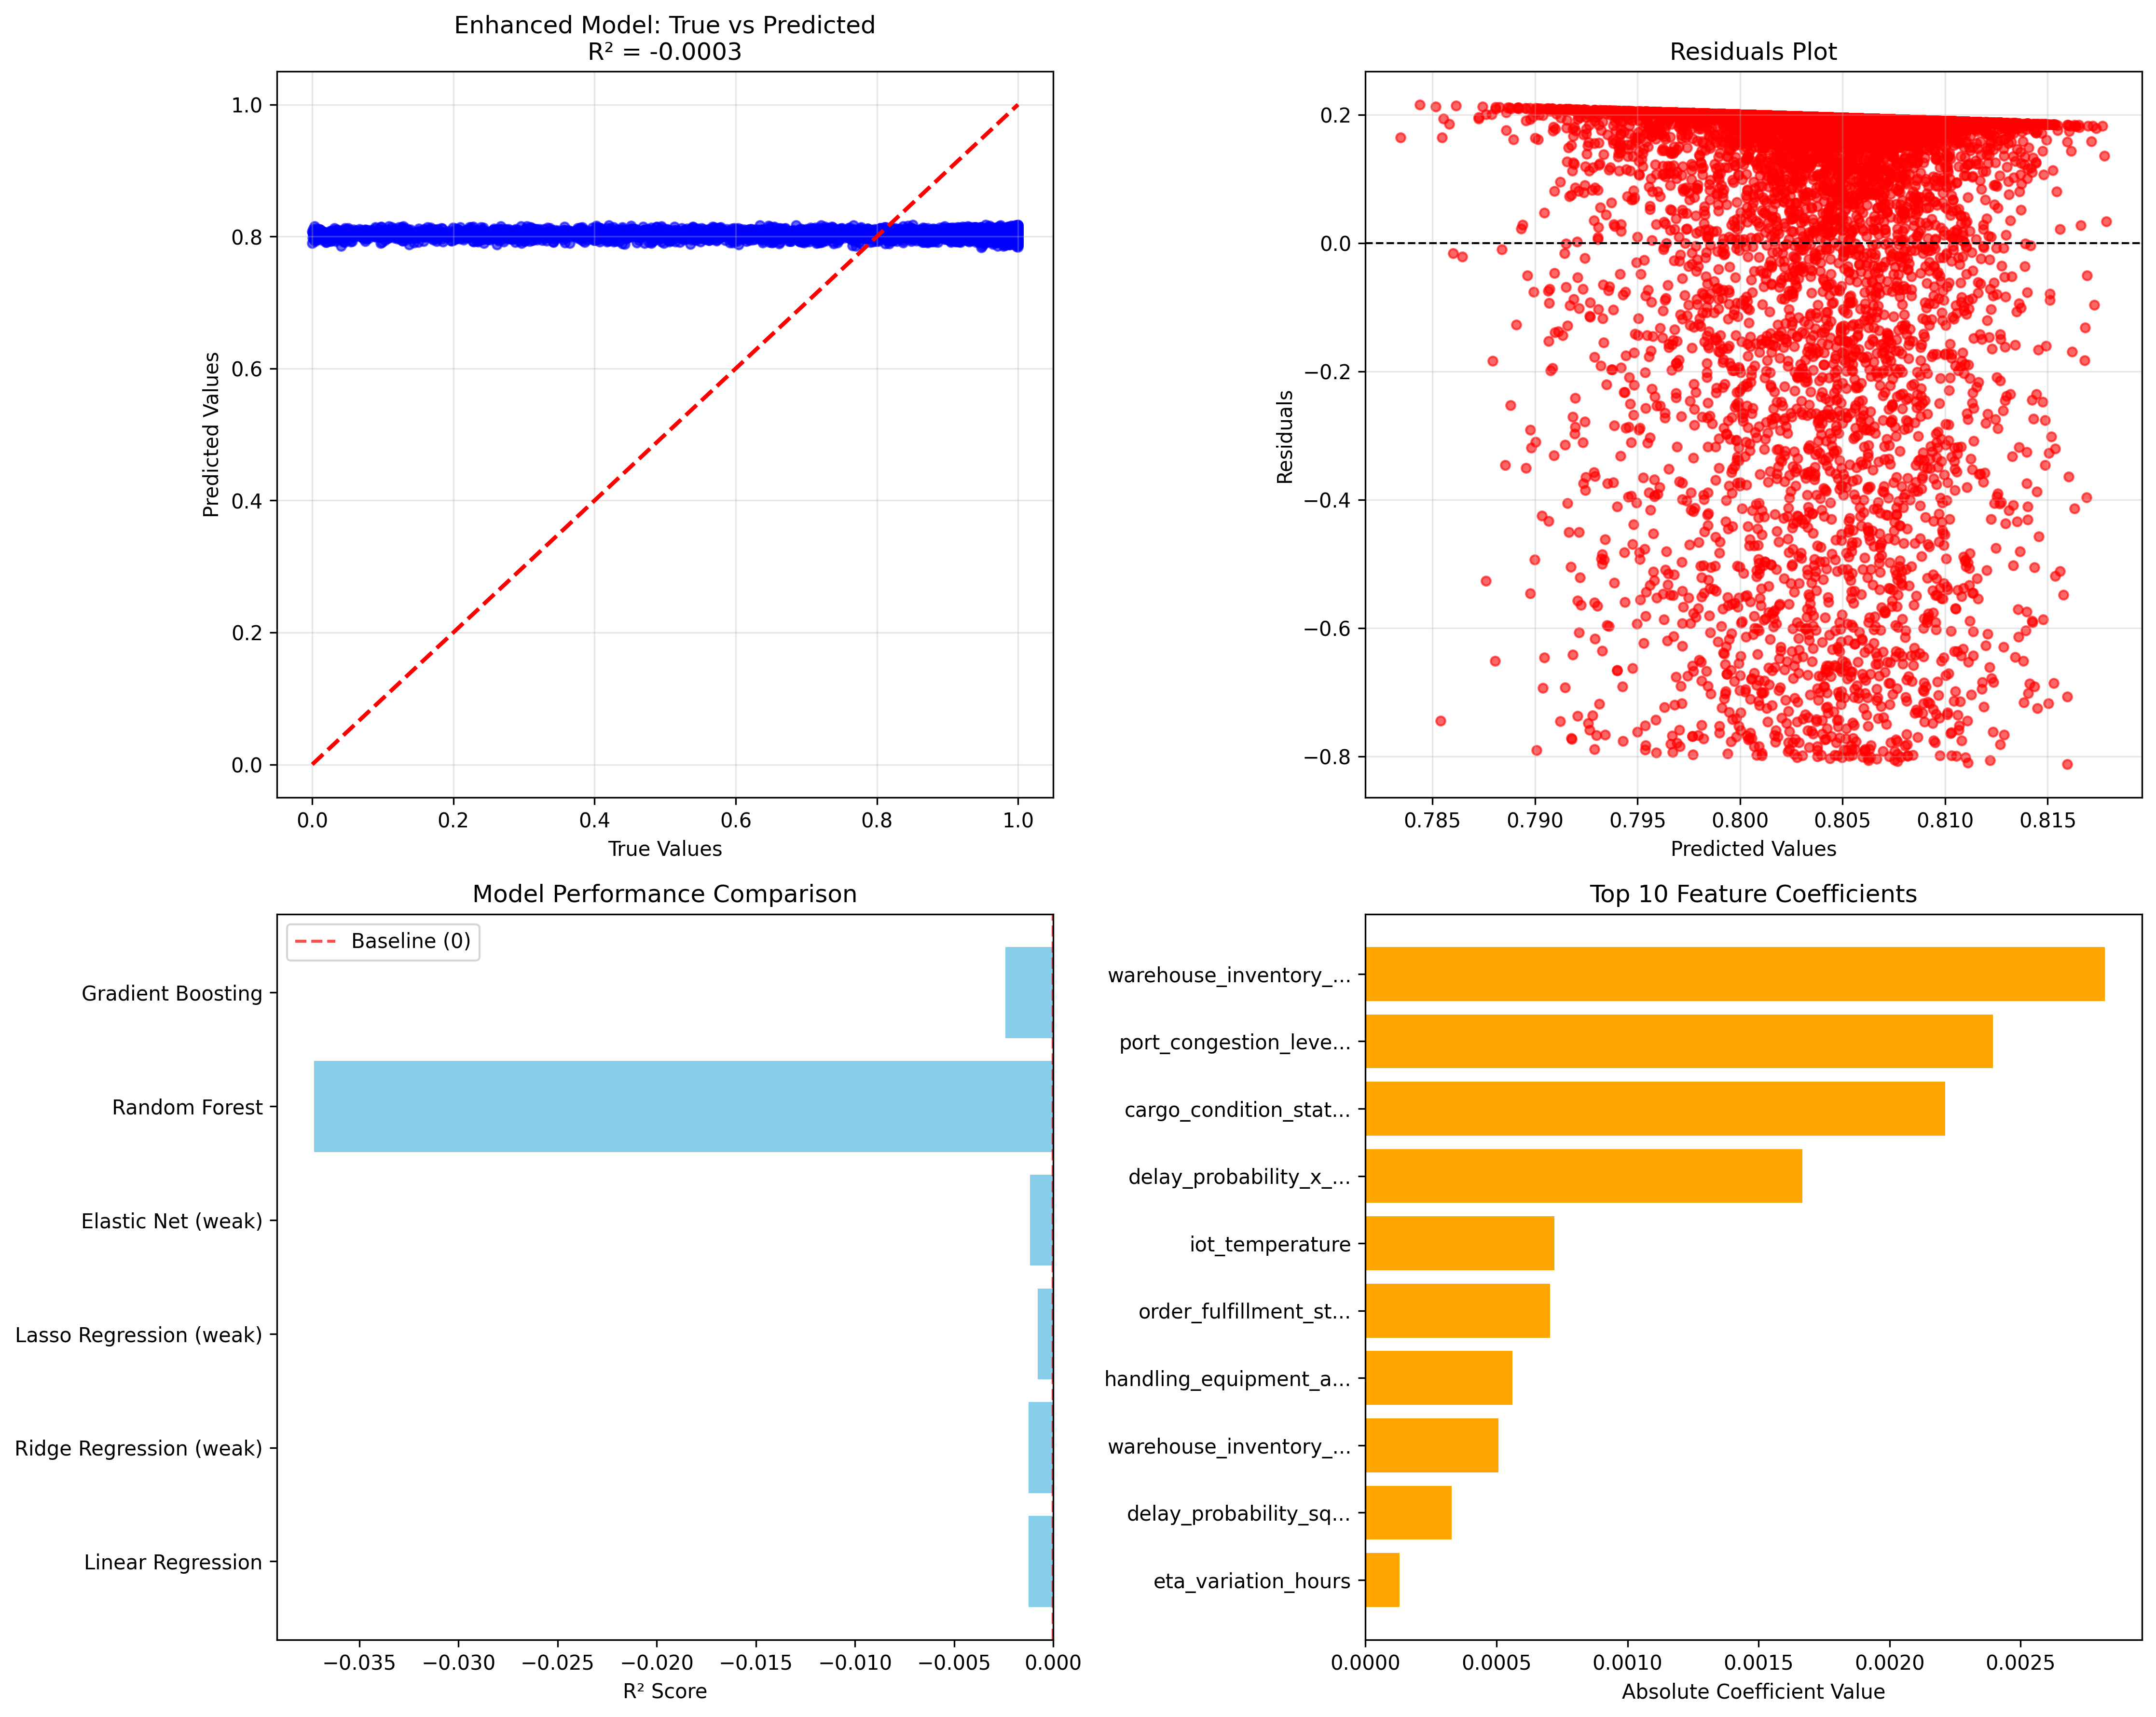 Enhanced Model: True vs Predicted
R² = -0.0003
Predicted Values
1.0
0.8
0.6
0.4
0.2
0.0
0.0 0.2 0.4 0.6 0.8 1.0
True Values
Residuals Plot
Residuals
0.2
0.0
−0.2
−0.4
−0.6
−0.8
0.785 0.790 0.795 0.800 0.805 0.810 0.815
Predicted Values
Model Performance Comparison
Baseline (0)
Gradient Boosting
Random Forest
Elastic Net (weak)
Lasso Regression (weak)
Ridge Regression (weak)
Linear Regression
−0.035 −0.030 −0.025 −0.020 −0.015 −0.010 −0.005 0.000
R² Score
Top 10 Feature Coefficients
warehouse_inventory_...
port_congestion_leve...
cargo_condition_stat...
delay_probability_x_...
iot_temperature
order_fulfillment_st...
handling_equipment_a...
warehouse_inventory_...
delay_probability_sq...
eta_variation_hours
0.0000 0.0005 0.0010 0.0015 0.0020 0.0025
Absolute Coefficient Value